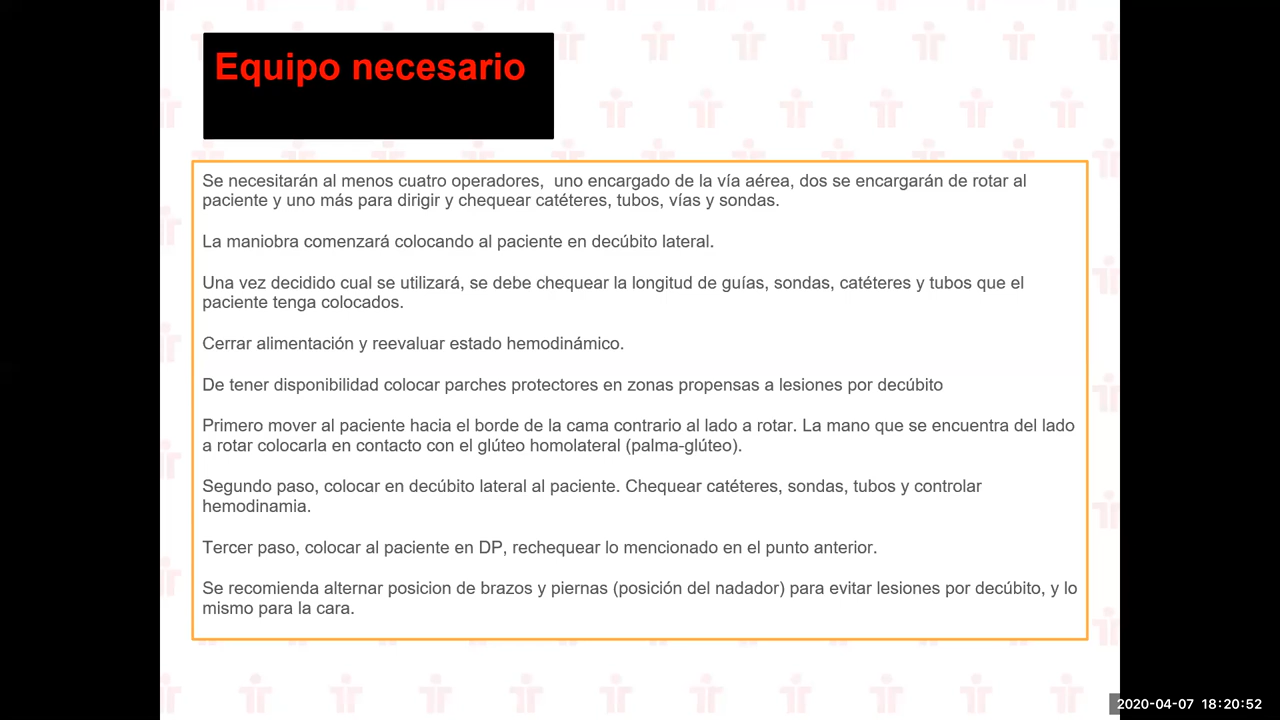 Equipo necesario
Se necesitarán al menos cuatro operadores,  uno encargado de la vía aérea, dos se encargarán de rotar al
paciente y uno más para dirigir y chequear catéteres, tubos, vías y sondas.
La maniobra comenzará colocando al paciente en decúbito lateral.
Una vez decidido cual se utilizará, se debe chequear la longitud de guías, sondas, catéteres y tubos que el
paciente tenga colocados.
Cerrar alimentación y reevaluar estado hemodinámico.
De tener disponibilidad colocar parches protectores en zonas propensas a lesiones por decúbito
Primero mover al paciente hacia el borde de la cama contrario al lado a rotar. La mano que se encuentra del lado
a rotar colocarla en contacto con el glúteo homolateral (palma-glúteo).
Segundo paso, colocar en decúbito lateral al paciente. Chequear catéteres, sondas, tubos y controlar
hemodinamia.
Tercer paso, colocar al paciente en DP, rechequear lo mencionado en el punto anterior.
Se recomienda alternar posicion de brazos y piernas (posición del nadador) para evitar lesiones por decúbito, y lo
mismo para la cara.
2020-04-07 18:20:52